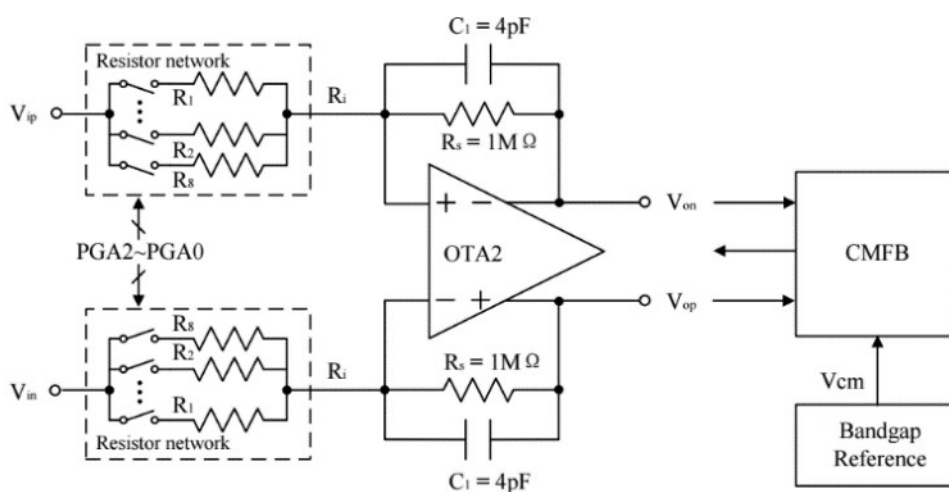 C₁ = 4pF
Resistor network
R₁
Rᵢ
Vᵢₚ
R₂
R₈
Rₛ = 1M Ω
+ −
Vₒₙ
PGA2~PGA0
OTA2
CMFB
− +
Vₒₚ
R₈
R₂
Rᵢ
Rₛ = 1M Ω
Vᵢₙ
R₁
Vcm
Resistor network
C₁ = 4pF
Bandgap
Reference